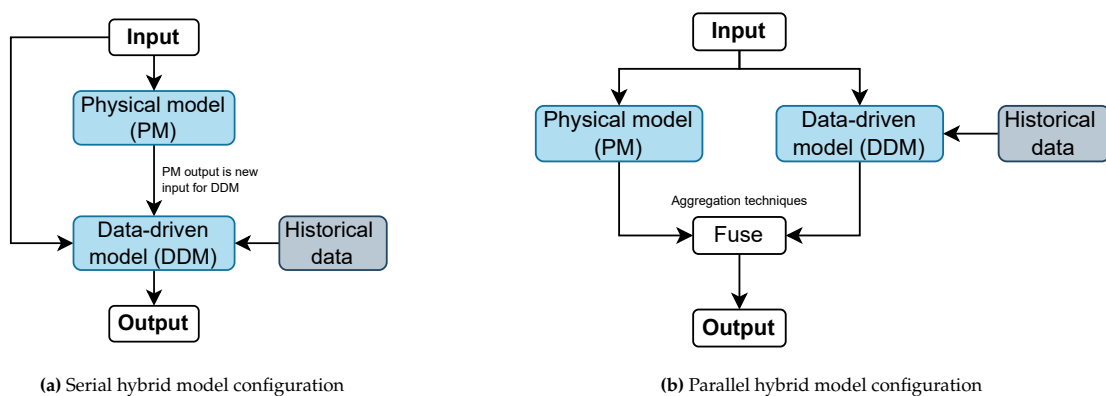 Input
Physical model
(PM)
PM output is new
input for DDM
Data-driven
model (DDM)
Historical
data
Output
(a) Serial hybrid model configuration
Input
Physical model
(PM)
Data-driven
model (DDM)
Historical
data
Aggregation techniques
Fuse
Output
(b) Parallel hybrid model configuration